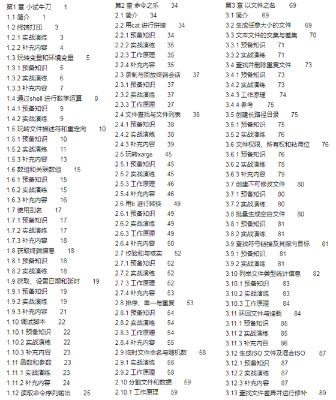 第1章 小试牛刀 1
1.1 简介 1
1.2 终端打印 3
1.2.1 实战演练 3
1.2.2 补充内容 4
1.3 玩转变量和环境变量 5
1.3.1 预备知识 5
1.3.2 实战演练 6
1.3.3 补充内容 7
1.4 通过shell 进行数学运算 8
1.4.1 预备知识 9
1.4.2 实战演练 9
1.5 玩转文件描述符和重定向 10
1.5.1 预备知识 10
1.5.2 实战演练 11
1.5.3 补充内容 13
1.6 数组和关联数组 15
1.6.1 预备知识 15
1.6.2 实战演练 15
1.6.3 补充内容 16
1.7 使用别名 17
1.7.1 预备知识 17
1.7.2 实战演练 17
1.7.3 补充内容 18
1.8 获取终端信息 18
1.8.1 预备知识 18
1.8.2 实战演练 18
1.9 获取、设置日期和延时 19
1.9.1 预备知识 19
1.9.2 实战演练 19
1.9.3 补充内容 21
1.10 调试脚本 22
1.10.1 预备知识 22
1.10.2 实战演练 22
1.10.3 补充内容 23
1.11 函数和参数 23
1.11.1 实战演练 23
1.11.2 补充内容 24
1.12 读取命令序列输出 25
第2章 命令之乐 34
2.1 简介 34
2.2 用cat 进行拼接 34
2.2.1 预备知识 34
2.2.2 实战演练 34
2.2.3 工作原理 35
2.2.4 补充内容 35
2.3 录制与回放终端会话 37
2.3.1 预备知识 37
2.3.2 实战演练 37
2.3.3 工作原理 37
2.4 文件查找与文件列表 38
2.4.1 预备知识 38
2.4.2 实战演练 38
2.4.3 补充内容 39
2.5 玩转xargs 45
2.5.1 预备知识 45
2.5.2 实战演练 45
2.5.3 工作原理 46
2.5.4 补充内容 46
2.6 用tr 进行转换 49
2.6.1 预备知识 49
2.6.2 实战演练 49
2.6.3 工作原理 49
2.6.4 补充内容 60
2.7 校验和与核实 52
2.7.1 预备知识 52
2.7.2 实战演练 52
2.7.3 工作原理 52
2.7.4 补充内容 53
2.8 排序、单一与重复 53
2.8.1 预备知识 54
2.8.2 实战演练 54
2.8.3 工作原理 54
2.8.4 补充内容 55
2.9 临时文件命名与随机数 58
2.9.1 实战演练 58
2.9.2 工作原理 58
2.10 分割文件和数据 59
2.10.1 工作原理 59
第3章 以文件之名 69
3.1 简介 69
3.2 生成任意大小的文件 69
3.3 文本文件的交集与差集 70
3.3.1 预备知识 71
3.3.2 实战演练 71
3.4 查找并删除重复文件 73
3.4.1 预备知识 73
3.4.2 实战演练 73
3.4.3 工作原理 74
3.4.4 参考 75
3.5 创建长路径目录 75
3.5.1 预备知识 75
3.5.2 实战演练 75
3.6 文件权限、所有权和粘滞位 76
3.6.1 预备知识 76
3.6.2 实战演练 78
3.6.3 补充内容 79
3.7 创建不可修改文件 80
3.7.1 预备知识 80
3.7.2 实战演练 80
3.8 批量生成空白文件 80
3.8.1 预备知识 80
3.8.2 实战演练 81
3.9 查找符号链接及其指向目标 81
3.9.1 预备知识 81
3.9.2 实战演练 81
3.10 列举文件类型统计信息 82
3.10.1 预备知识 83
3.10.2 实战演练 83
3.10.3 工作原理 84
3.11 环回文件与挂载 84
3.11.1 预备知识 85
3.11.2 实战演练 85
3.11.3 补充内容 86
3.12 生成ISO 文件及混合ISO 87
3.12.1 预备知识 87
3.12.2 实战演练 87
3.13 查找文件差异并进行修补 89